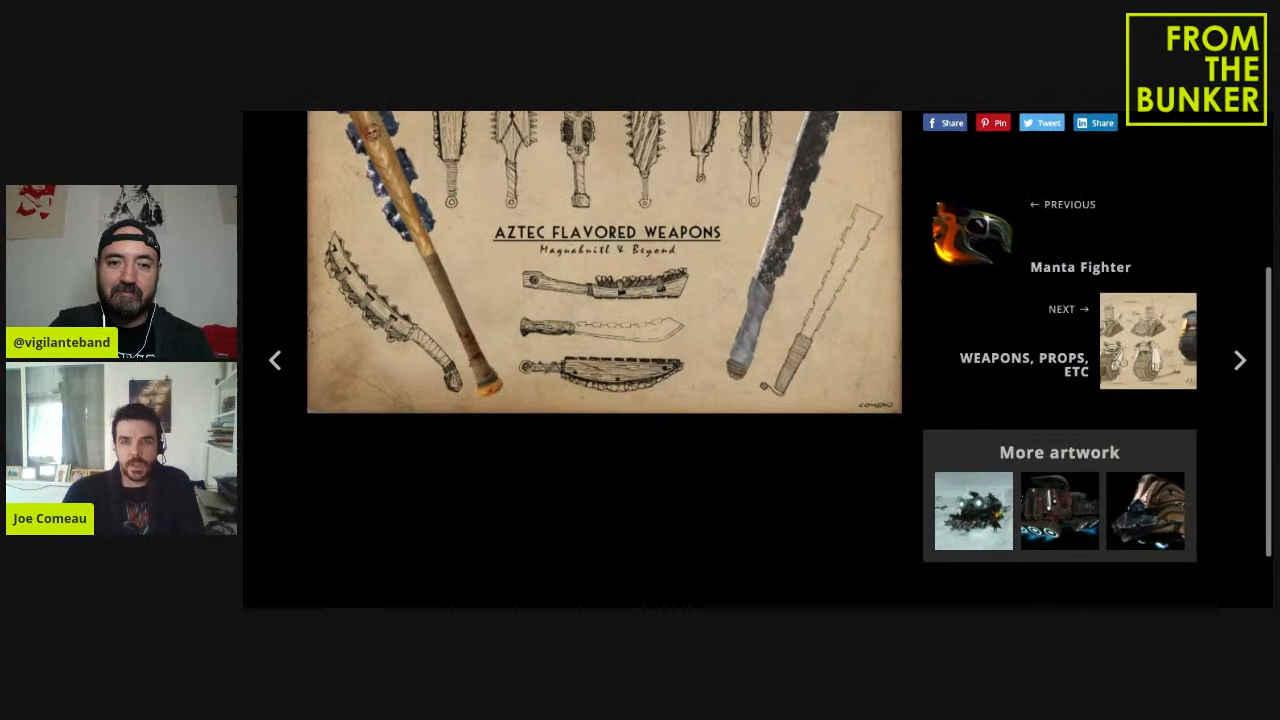 FROM
THE
BUNKER
Share
Pin
Tweet
Share
← PREVIOUS
Manta Fighter
NEXT →
WEAPONS, PROPS,
ETC
More artwork
AZTEC FLAVORED WEAPONS
Maquahuitl & Beyond
COMEAU
@vigilanteband
Joe Comeau